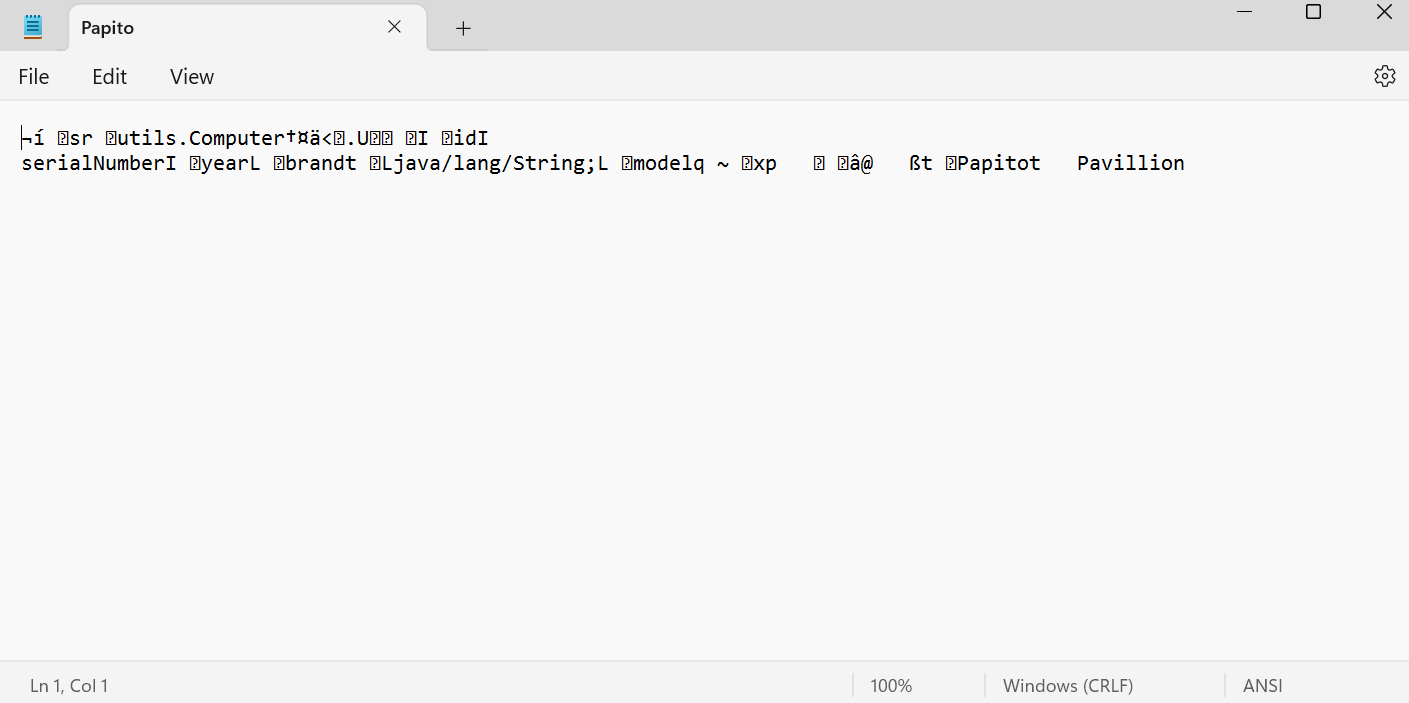 Papito
File Edit View
¬í �sr �utils.Computer†¤ä<�.U�� �I �idI
serialNumberI �yearL �brandt �Ljava/lang/String;L �modelq ~ �xp   � �â@   ßt �Papitot   Pavillion
Ln 1, Col 1
100%
Windows (CRLF)
ANSI